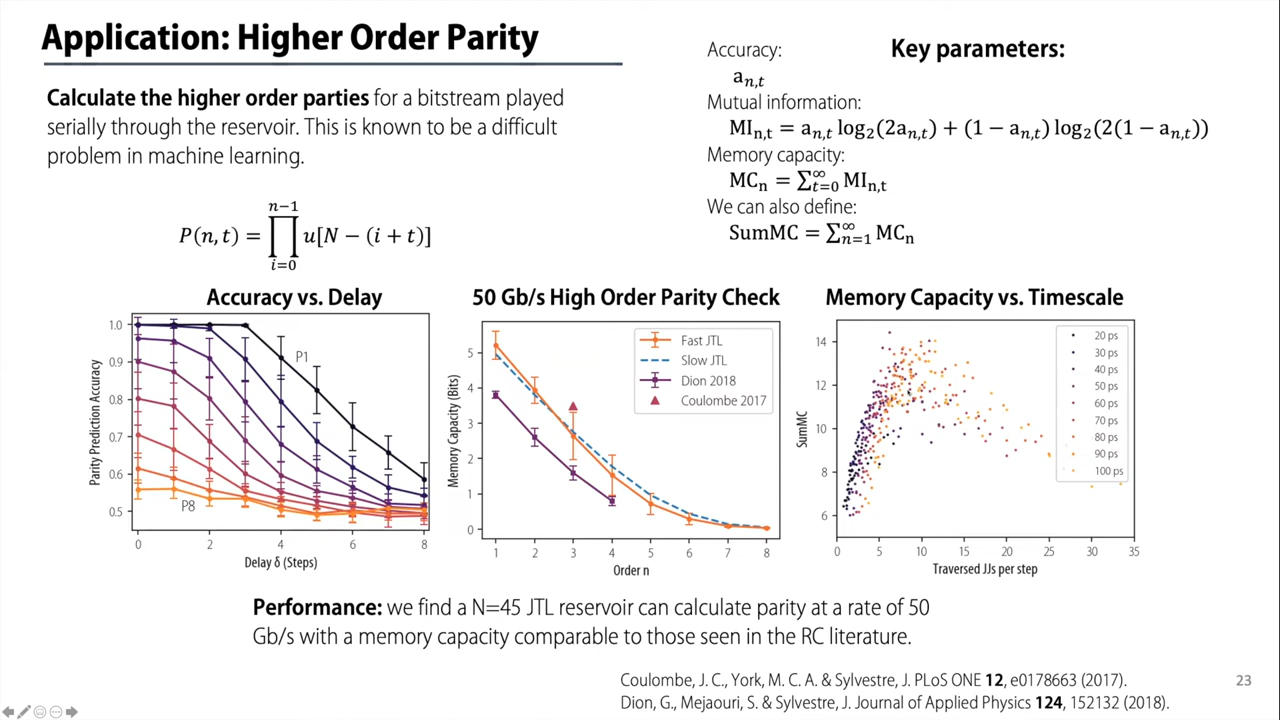 Application: Higher Order Parity
Calculate the higher order parties for a bitstream played
serially through the reservoir. This is known to be a difficult
problem in machine learning.
P(n, t) = ∏_{i=0}^{n−1} u[N − (i + t)]
Key parameters:
Accuracy:
a_{n,t}
Mutual information:
MI_{n,t} = a_{n,t} log₂(2a_{n,t}) + (1 − a_{n,t}) log₂(2(1 − a_{n,t}))
Memory capacity:
MC_n = ∑_{t=0}^{∞} MI_{n,t}
We can also define:
SumMC = ∑_{n=1}^{∞} MC_n
Accuracy vs. Delay
Parity Prediction Accuracy
1.0
0.9
0.8
0.7
0.6
0.5
P1
P8
0 2 4 6 8
Delay δ (Steps)
50 Gb/s High Order Parity Check
Memory Capacity (Bits)
5
4
3
2
1
0
Fast JTL
Slow JTL
Dion 2018
Coulombe 2017
1 2 3 4 5 6 7 8
Order n
Memory Capacity vs. Timescale
SumMC
14
12
10
8
6
20 ps
30 ps
40 ps
50 ps
60 ps
70 ps
80 ps
90 ps
100 ps
0 5 10 15 20 25 30 35
Traversed JJs per step
Performance: we find a N=45 JTL reservoir can calculate parity at a rate of 50
Gb/s with a memory capacity comparable to those seen in the RC literature.
Coulombe, J. C., York, M. C. A. & Sylvestre, J. PLoS ONE 12, e0178663 (2017).
Dion, G., Mejaouri, S. & Sylvestre, J. Journal of Applied Physics 124, 152132 (2018).
23